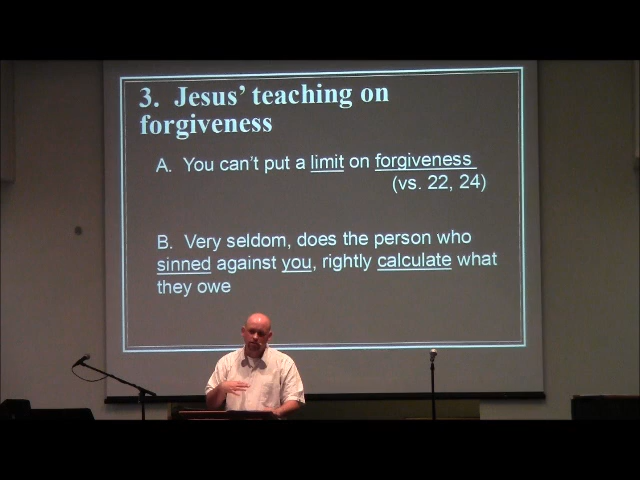 3. Jesus’ teaching on
forgiveness
A. You can’t put a limit on forgiveness
(vs. 22, 24)
B. Very seldom, does the person who
sinned against you, rightly calculate what
they owe